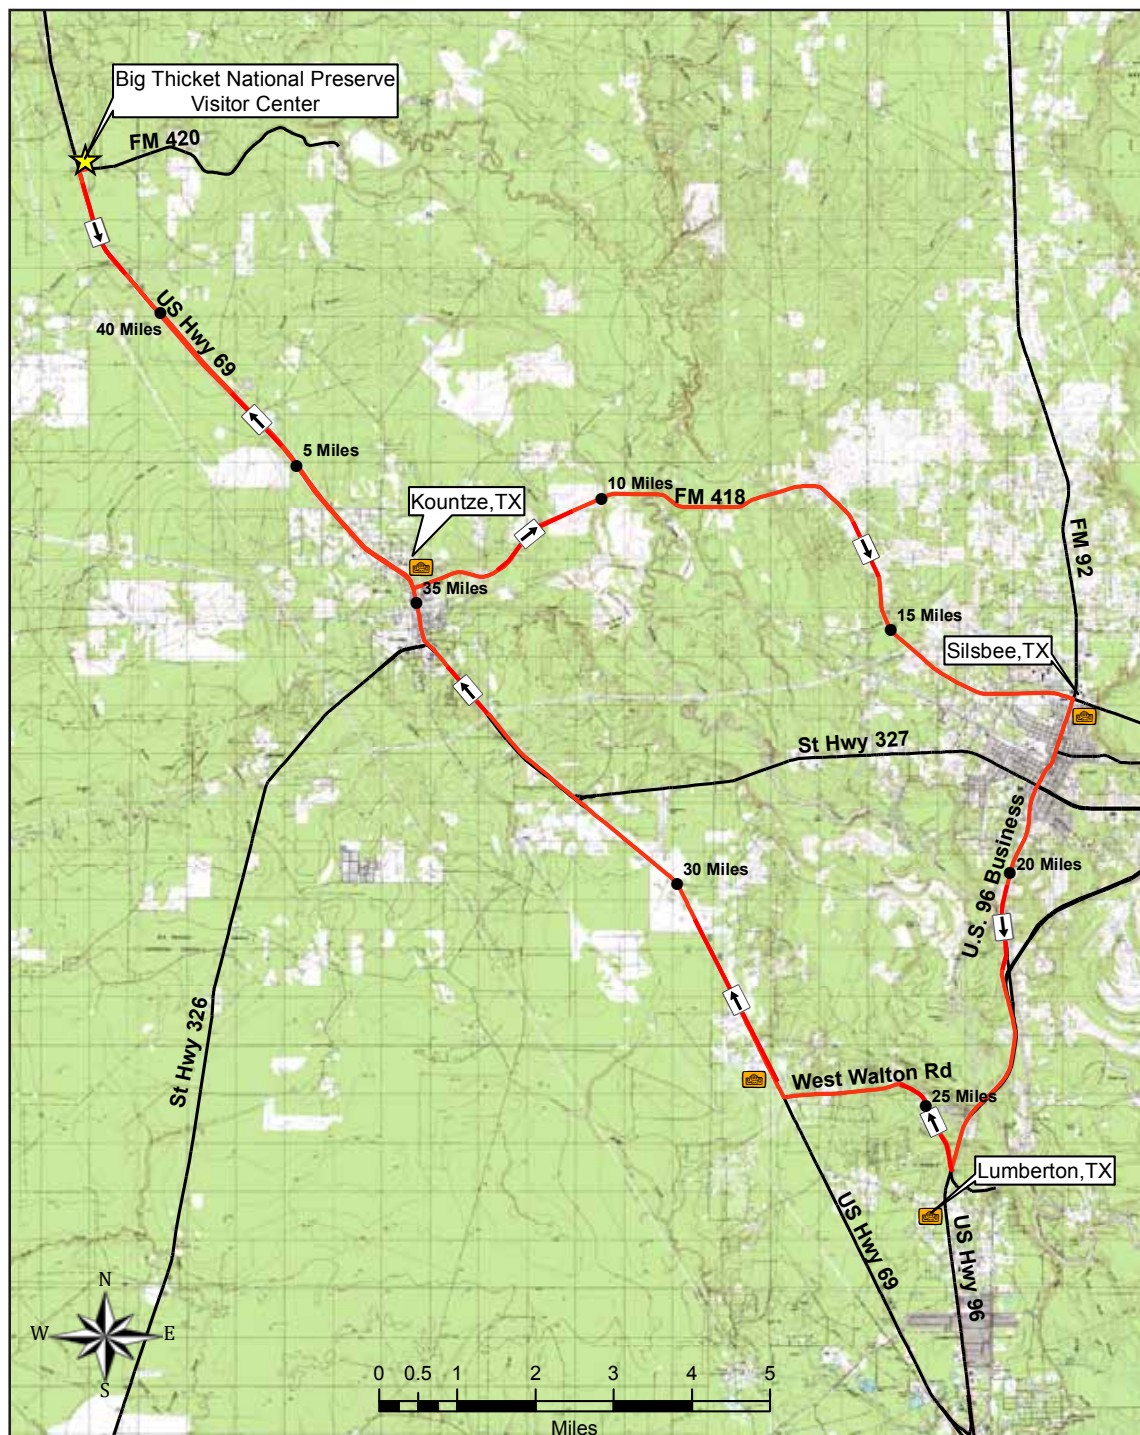 Big Thicket National Preserve
Visitor Center
FM 420
US Hwy 69
40 Miles
5 Miles
Kountze,TX
10 Miles
FM 418
FM 92
35 Miles
15 Miles
Silsbee,TX
St Hwy 327
30 Miles
20 Miles
U.S. 96 Business
St Hwy 326
West Walton Rd
25 Miles
Lumberton,TX
US Hwy 69
US Hwy 96
N
W
E
S
0 0.5 1 2 3 4 5
Miles